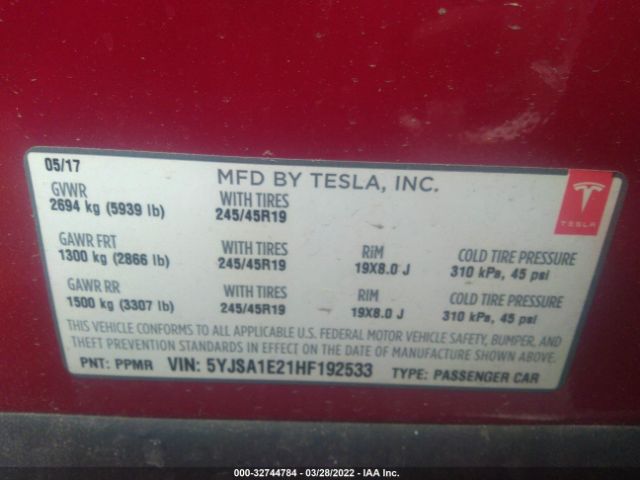 05/17
MFD BY TESLA, INC.
GVWR WITH TIRES
2694 kg (5939 lb) 245/45R19
TESLA
GAWR FRT WITH TIRES RIM COLD TIRE PRESSURE
1300 kg (2866 lb) 245/45R19 19X8.0 J 310 kPa, 45 psi
GAWR RR WITH TIRES RIM COLD TIRE PRESSURE
1500 kg (3307 lb) 245/45R19 19X8.0 J 310 kPa, 45 psi
THIS VEHICLE CONFORMS TO ALL APPLICABLE U.S. FEDERAL MOTOR VEHICLE SAFETY, BUMPER, AND
THEFT PREVENTION STANDARDS IN EFFECT ON THE DATE OF MANUFACTURE SHOWN ABOVE.
PNT: PPMR VIN: 5YJSA1E21HF192533 TYPE: PASSENGER CAR
000-32744784 - 03/28/2022 - IAA Inc.